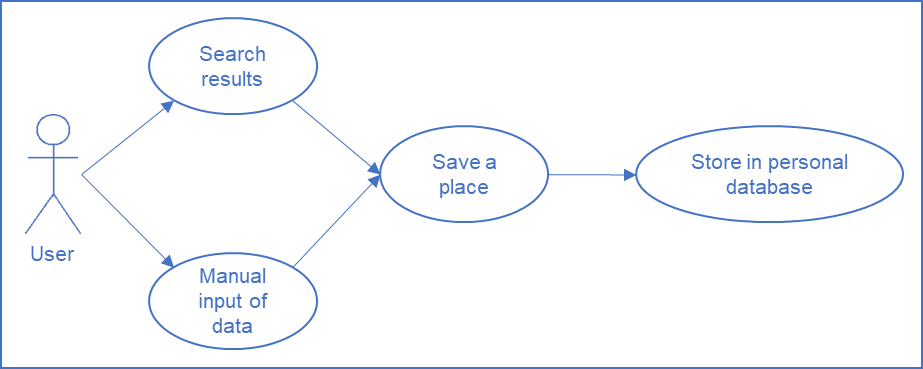 Search
results
User
Manual
input of
data
Save a
place
Store in personal
database